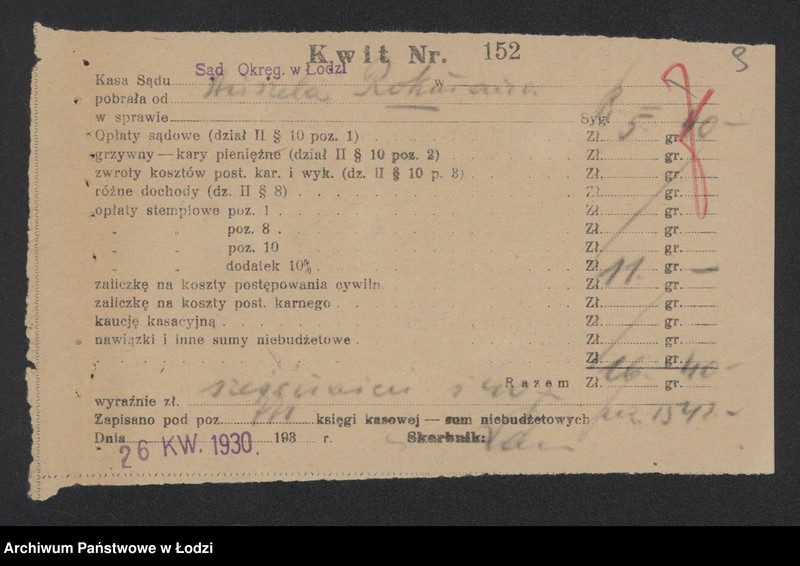 Kwit Nr. 152
9
Kasa Sądu Sąd Okręg. w Łodzi w
pobrała od
w sprawie Syg.
Opłaty sądowe (dział II § 10 poz. 1) Zł. 5 gr. 40 –
grzywny — kary pieniężne (dział II § 10 poz. 2) Zł. gr.
zwroty kosztów post. kar. i wyk. (dz. II § 10 p. 3) Zł. gr.
różne dochody (dz. II § 8) Zł. gr.
opłaty stemplowe poz. 1 Zł. gr.
„ „ poz. 8 Zł. gr.
„ „ poz. 10 Zł. gr.
„ „ dodatek 10% Zł. 11. gr. –
zaliczkę na koszty postępowania cywiln Zł. gr.
zaliczkę na koszty post. karnego Zł. gr.
kaucję kasacyjną Zł. gr.
nawiązki i inne sumy niebudżetowe Zł. gr.
Zł. gr.
Razem Zł. 16. gr. 40 –
wyraźnie zł.
Zapisano pod poz. księgi kasowej — sum niebudżetowych
Dnia 26 KW. 1930. 193 r. Skarbnik:
Archiwum Państwowe w Łodzi